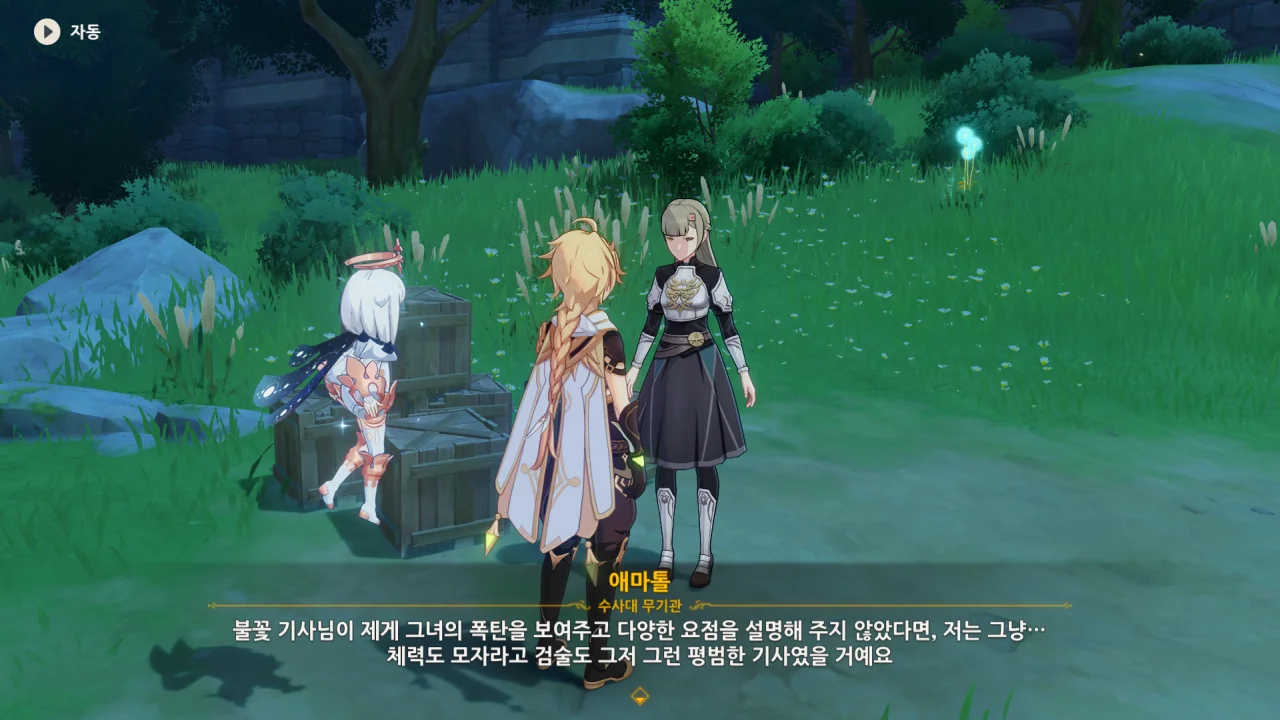 자동
애마톨
수사대 무기관
불꽃 기사님이 제게 그녀의 폭탄을 보여주고 다양한 요점을 설명해 주지 않았다면, 저는 그냥…
체력도 모자라고 검술도 그저 그런 평범한 기사였을 거예요